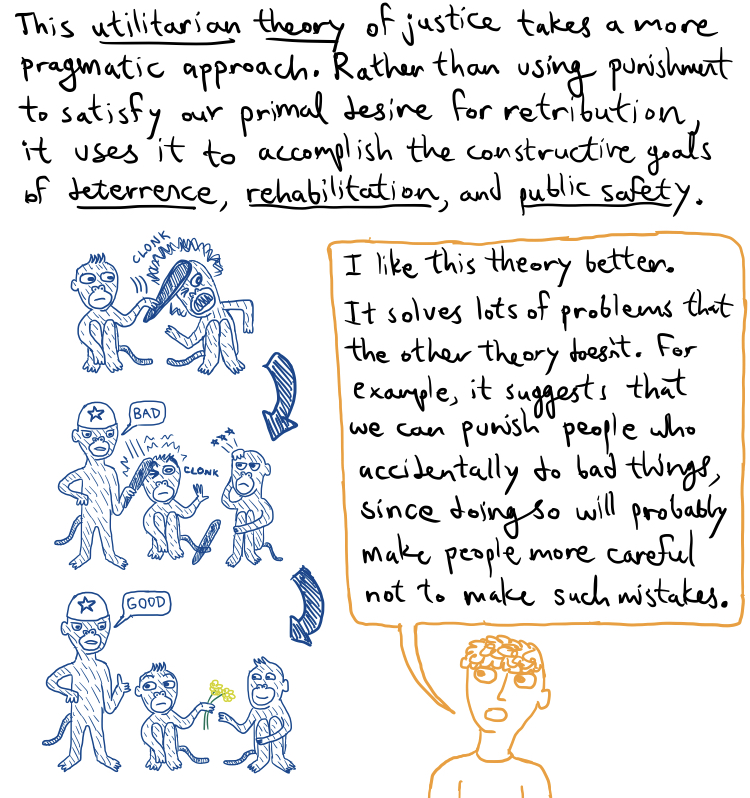 This utilitarian theory of justice takes a more
pragmatic approach. Rather than using punishment
to satisfy our primal desire for retribution,
it uses it to accomplish the constructive goals
of deterrence, rehabilitation, and public safety.
CLONK
BAD
CLONK
GOOD
I like this theory better.
It solves lots of problems that
the other theory doesn't. For
example, it suggests that
we can punish people who
accidentally do bad things,
since doing so will probably
make people more careful
not to make such mistakes.